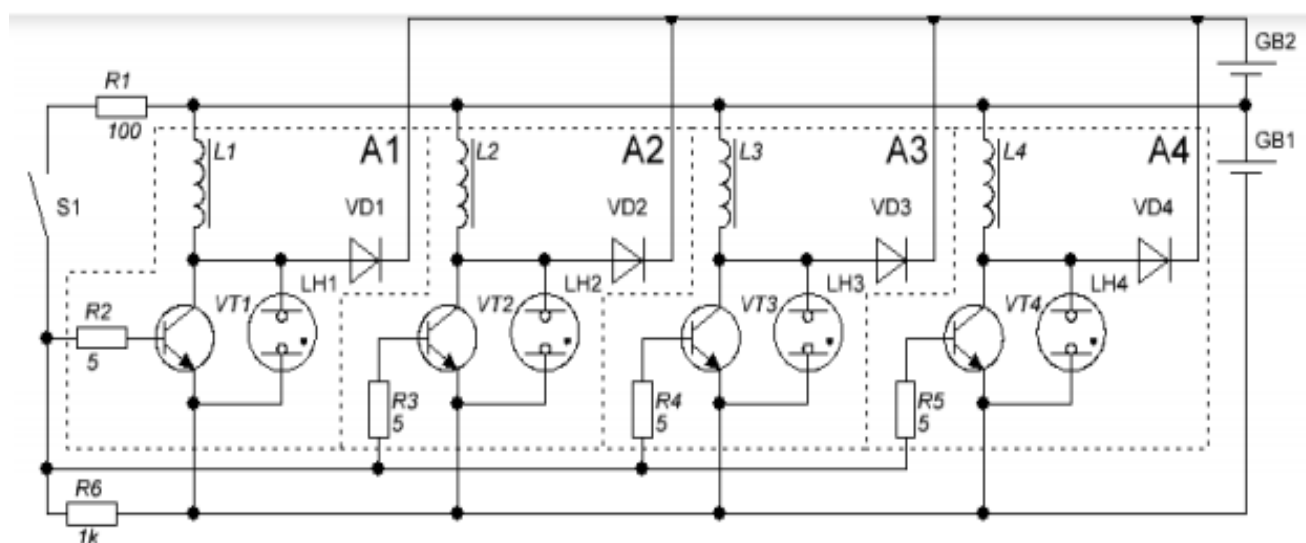 GB2
R1
100
L1
A1
L2
A2
L3
A3
L4
A4
GB1
S1
VD1
VD2
VD3
VD4
R2
5
VT1
LH1
VT2
LH2
VT3
LH3
VT4
LH4
R3
5
R4
5
R5
5
R6
1k